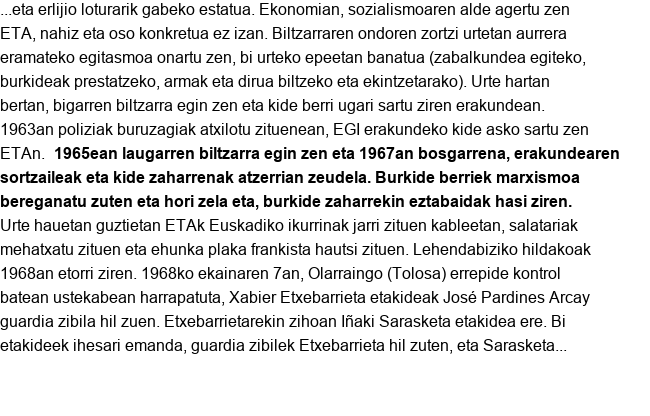 ...eta erlijio loturarik gabeko estatua. Ekonomian, sozialismoaren alde agertu zen
ETA, nahiz eta oso konkretua ez izan. Biltzarraren ondoren zortzi urtetan aurrera
eramateko egitasmoa onartu zen, bi urteko epeetan banatua (zabalkundea egiteko,
burkideak prestatzeko, armak eta dirua biltzeko eta ekintzetarako). Urte hartan
bertan, bigarren biltzarra egin zen eta kide berri ugari sartu ziren erakundean.
1963an poliziak buruzagiak atxilotu zituenean, EGI erakundeko kide asko sartu zen
ETAn.  1965ean laugarren biltzarra egin zen eta 1967an bosgarrena, erakundearen
sortzaileak eta kide zaharrenak atzerrian zeudela. Burkide berriek marxismoa
bereganatu zuten eta hori zela eta, burkide zaharrekin eztabaidak hasi ziren.
Urte hauetan guztietan ETAk Euskadiko ikurrinak jarri zituen kableetan, salatariak
mehatxatu zituen eta ehunka plaka frankista hautsi zituen. Lehendabiziko hildakoak
1968an etorri ziren. 1968ko ekainaren 7an, Olarraingo (Tolosa) errepide kontrol
batean ustekabean harrapatuta, Xabier Etxebarrieta etakideak José Pardines Arcay
guardia zibila hil zuen. Etxebarrietarekin zihoan Iñaki Sarasketa etakidea ere. Bi
etakideek ihesari emanda, guardia zibilek Etxebarrieta hil zuten, eta Sarasketa...